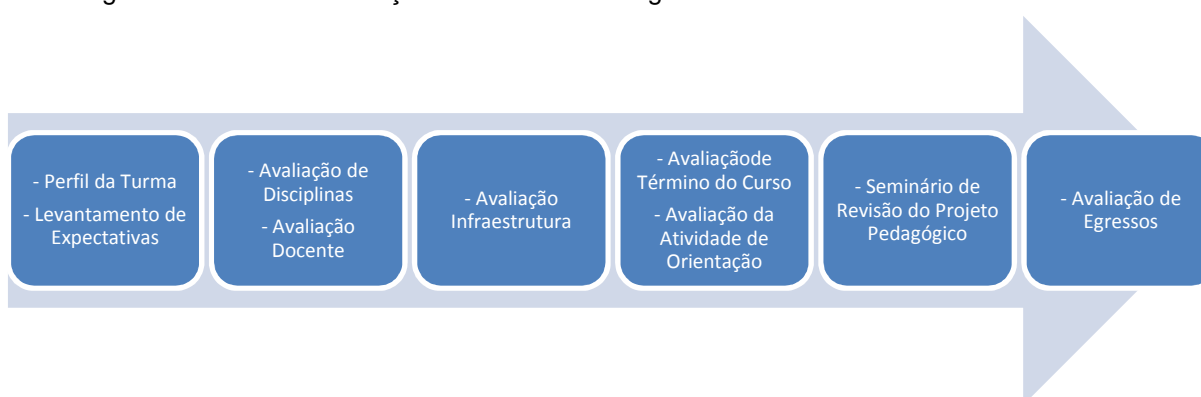 - Perfil da Turma
- Levantamento de
Expectativas
- Avaliação de
Disciplinas
- Avaliação
Docente
- Avaliação
Infraestrutura
- Avaliaçãode
Término do Curso
- Avaliação da
Atividade de
Orientação
- Seminário de
Revisão do Projeto
Pedagógico
- Avaliação de
Egressos